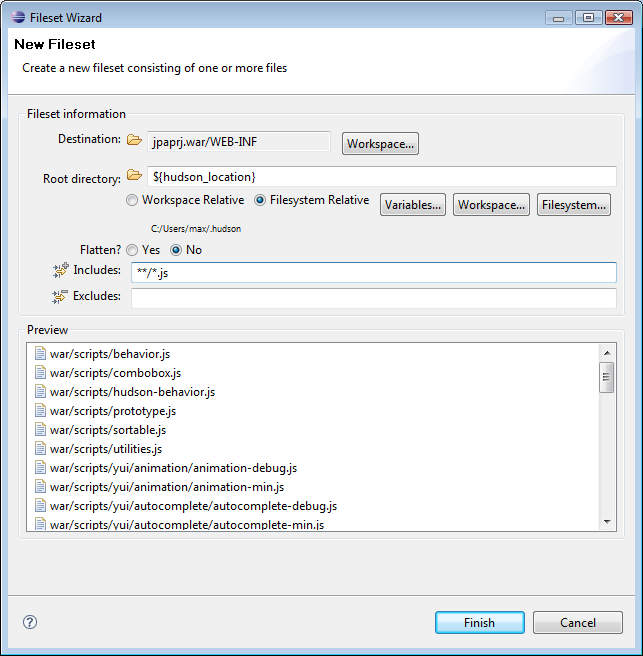 Fileset Wizard
New Fileset
Create a new fileset consisting of one or more files
Fileset information
Destination: jpaprj.war/WEB-INF Workspace...
Root directory: ${hudson_location}
Workspace Relative Filesystem Relative Variables... Workspace... Filesystem...
C:/Users/max/.hudson
Flatten? Yes No
Includes: **/*.js
Excludes:
Preview
war/scripts/behavior.js
war/scripts/combobox.js
war/scripts/hudson-behavior.js
war/scripts/prototype.js
war/scripts/sortable.js
war/scripts/utilities.js
war/scripts/yui/animation/animation-debug.js
war/scripts/yui/animation/animation-min.js
war/scripts/yui/autocomplete/autocomplete-debug.js
war/scripts/yui/autocomplete/autocomplete-min.js
? Finish Cancel